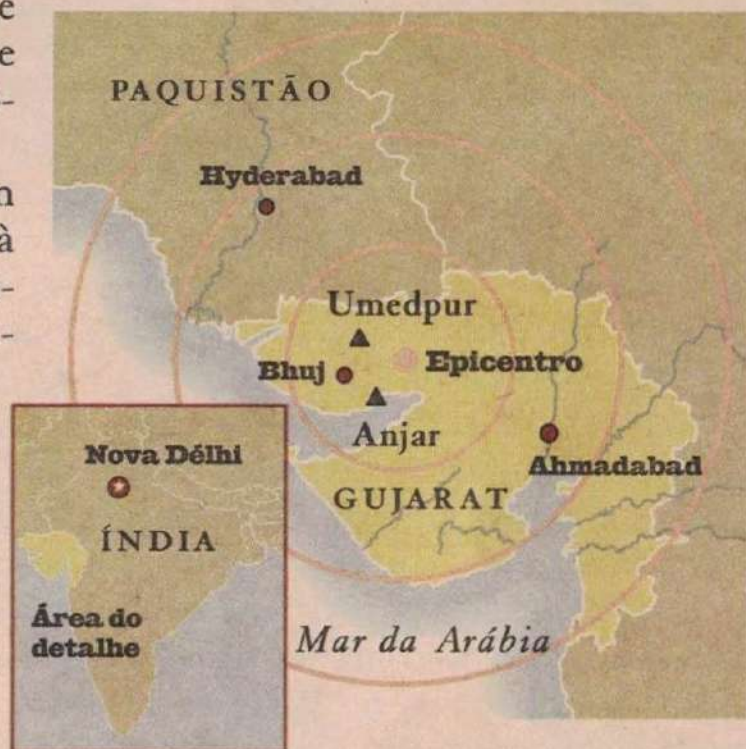 e
e
-
n
à
-
-
PAQUISTÃO
Hyderabad
Umedpur
Bhuj
Epicentro
Anjar
Ahmadabad
GUJARAT
Mar da Arábia
Nova Délhi
ÍNDIA
Área do
detalhe